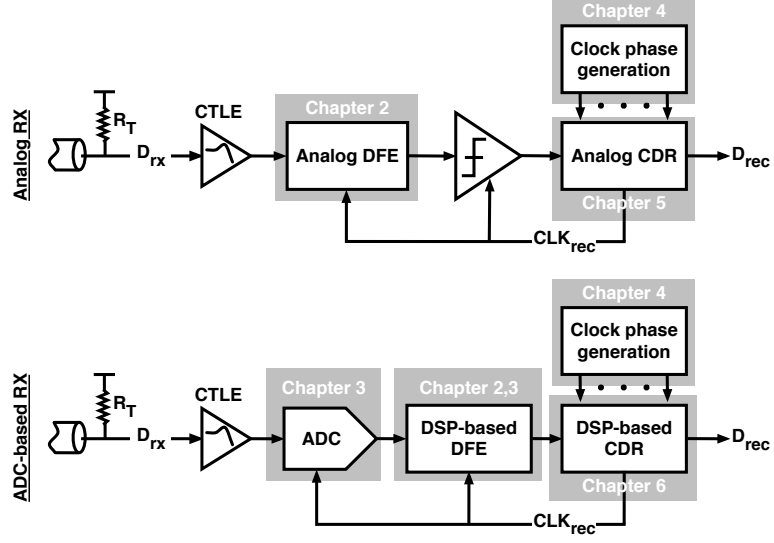 Analog RX
Chapter 4
Clock phase
generation
R_T
CTLE
Chapter 2
D_rx
Analog DFE
Analog CDR
D_rec
Chapter 5
CLK_rec
ADC-based RX
Chapter 4
Clock phase
generation
R_T
CTLE
Chapter 3
Chapter 2,3
D_rx
ADC
DSP-based
DFE
DSP-based
CDR
D_rec
Chapter 6
CLK_rec